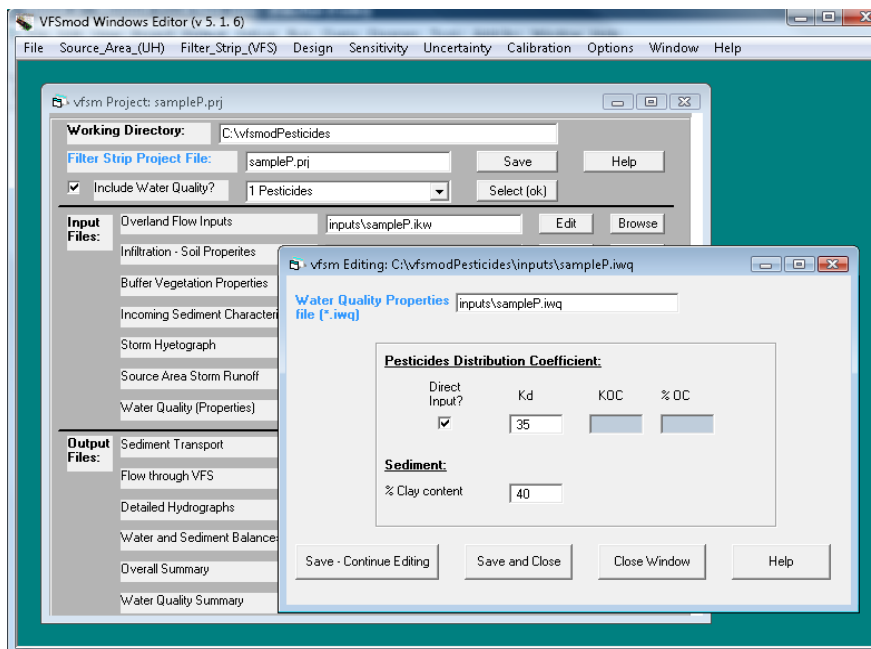 VFSmod Windows Editor (v 5. 1. 6)
File Source_Area_(UH) Filter_Strip_(VFS) Design Sensitivity Uncertainty Calibration Options Window Help
vfsm Project: sampleP.prj
Working Directory: C:\vfsmodPesticides
Filter Strip Project File: sampleP.prj Save Help
Include Water Quality? 1 Pesticides Select (ok)
Input Files:
Overland Flow Inputs inputs\sampleP.ikw Edit Browse
Infiltration - Soil Properites
Buffer Vegetation Properties
Incoming Sediment Characteri
Storm Hyetograph
Source Area Storm Runoff
Water Quality (Properties)
Output Files:
Sediment Transport
Flow through VFS
Detailed Hydrographs
Water and Sediment Balance
Overall Summary
Water Quality Summary
vfsm Editing: C:\vfsmodPesticides\inputs\sampleP.iwq
Water Quality Properties file (*.iwq) inputs\sampleP.iwq
Pesticides Distribution Coefficient:
Direct Input? Kd KOC % OC
35
Sediment:
% Clay content 40
Save - Continue Editing Save and Close Close Window Help